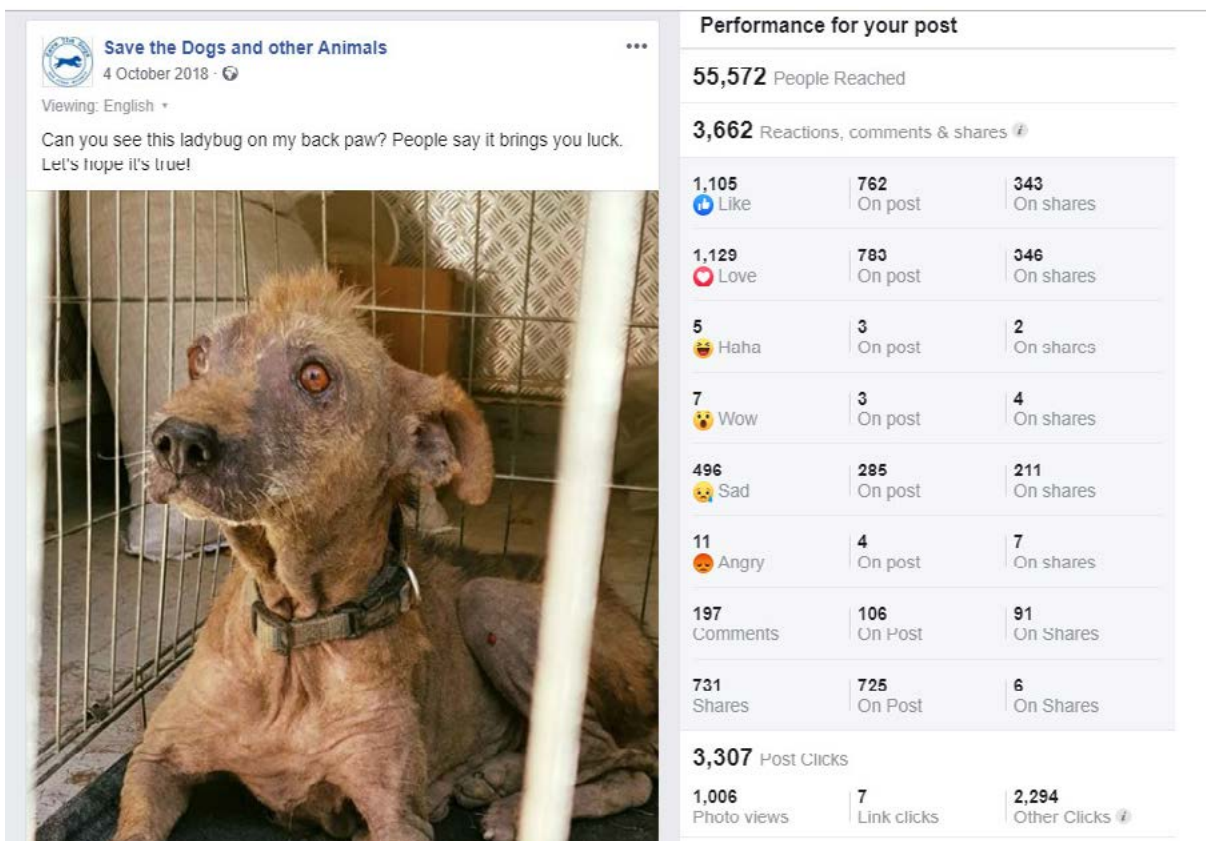 Save the Dogs and other Animals
4 October 2018 ·
Viewing: English
Can you see this ladybug on my back paw? People say it brings you luck.
Let's hope it's true!
Performance for your post
55,572 People Reached
3,662 Reactions, comments & shares
1,105 762 343
Like On post On shares
1,129 783 346
Love On post On shares
5 3 2
Haha On post On shares
7 3 4
Wow On post On shares
496 285 211
Sad On post On shares
11 4 7
Angry On post On shares
197 106 91
Comments On Post On Shares
731 725 6
Shares On Post On Shares
3,307 Post Clicks
1,006 7 2,294
Photo views Link clicks Other Clicks